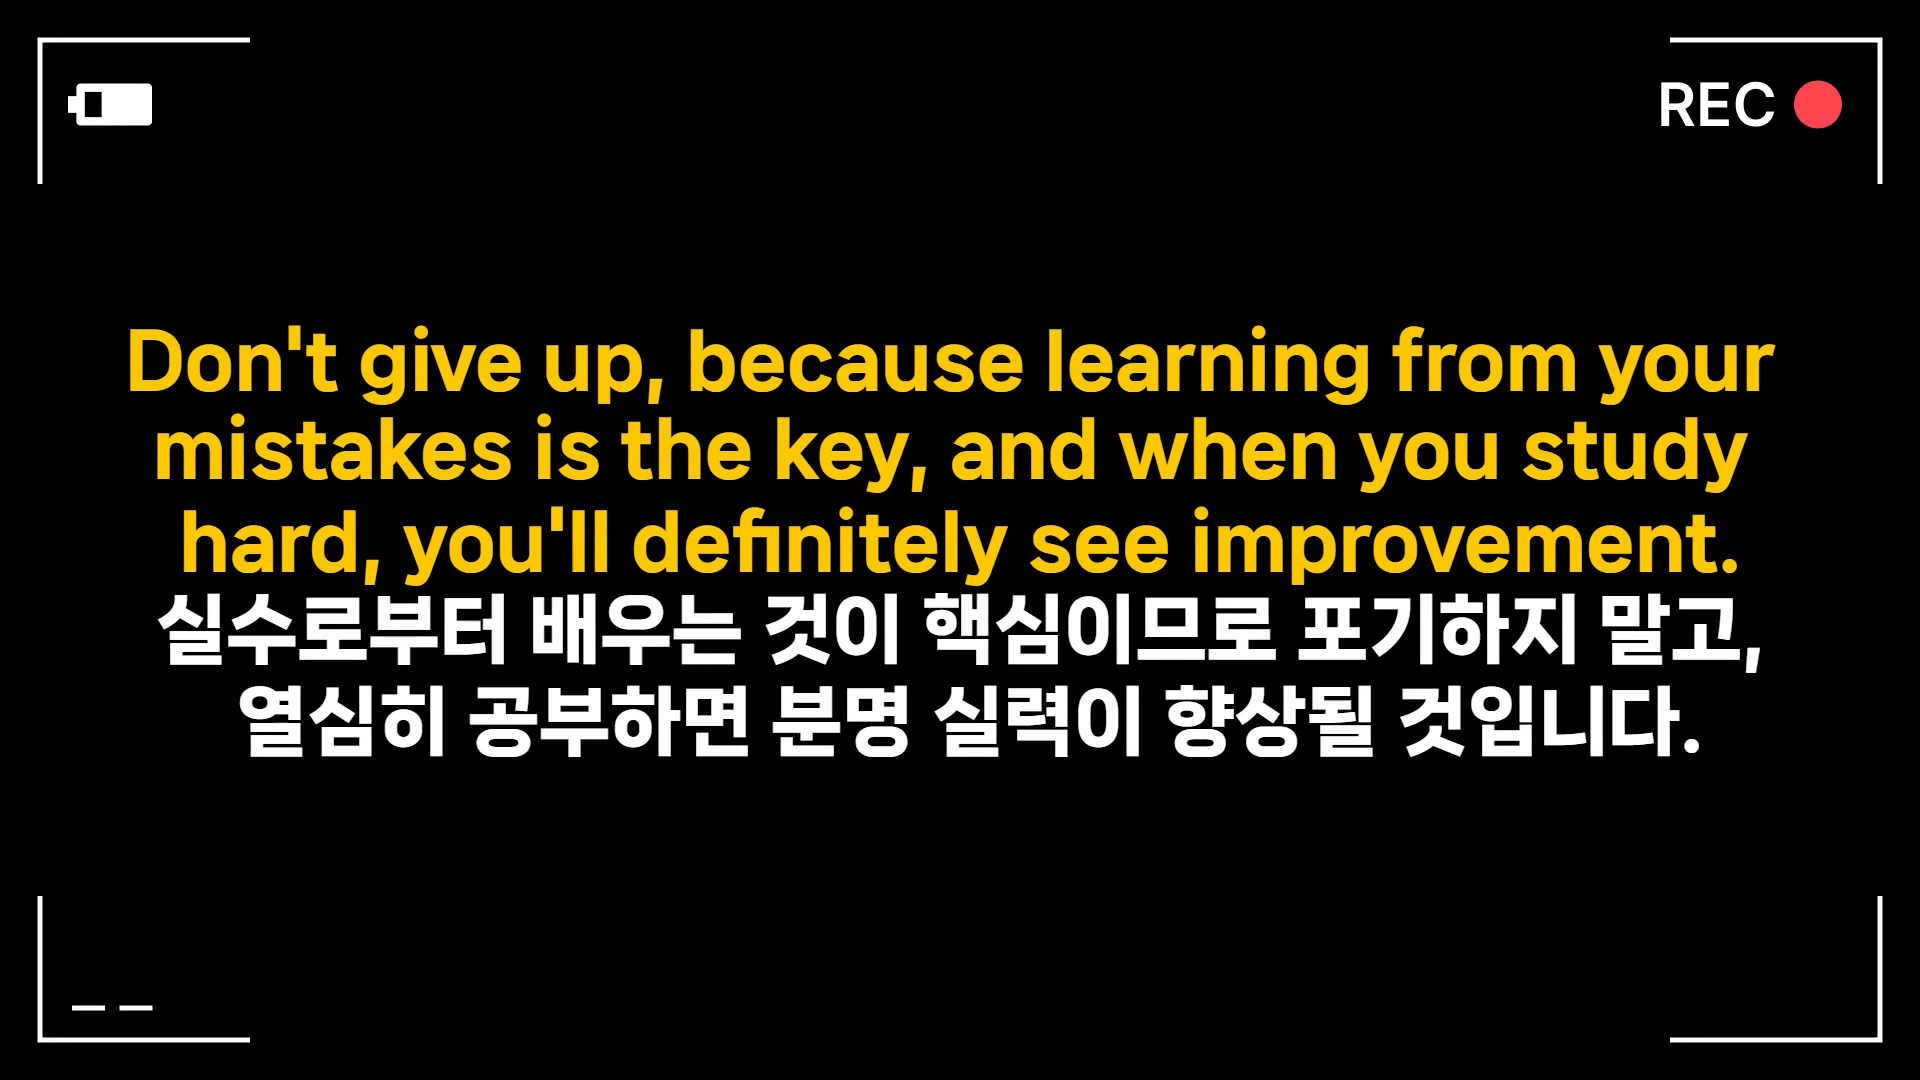 REC
Don't give up, because learning from your
mistakes is the key, and when you study
hard, you'll definitely see improvement.
실수로부터 배우는 것이 핵심이므로 포기하지 말고,
열심히 공부하면 분명 실력이 향상될 것입니다.